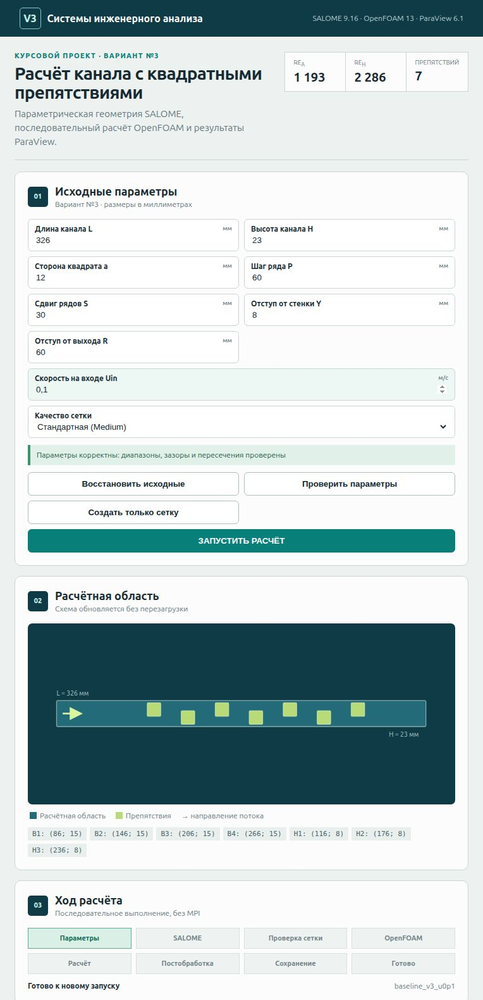 V3 Системы инженерного анализа
SALOME 9.16 · OpenFOAM 13 · ParaView 6.1
КУРСОВОЙ ПРОЕКТ · ВАРИАНТ №3
Расчёт канала с квадратными
препятствиями
Параметрическая геометрия SALOME,
последовательный расчёт OpenFOAM и результаты
ParaView.
REA
1 193
REH
2 286
ПРЕПЯТСТВИЙ
7
01
Исходные параметры
Вариант №3 · размеры в миллиметрах
Длина канала L мм
326
Высота канала H мм
23
Сторона квадрата a мм
12
Шаг ряда P мм
60
Сдвиг рядов S мм
30
Отступ от стенки Y мм
8
Отступ от выхода R мм
60
Скорость на входе Uin м/с
0,1
Качество сетки
Стандартная (Medium)
Параметры корректны: диапазоны, зазоры и пересечения проверены
Восстановить исходные
Проверить параметры
Создать только сетку
ЗАПУСТИТЬ РАСЧЁТ
02
Расчётная область
Схема обновляется без перезагрузки
L = 326 мм
H = 23 мм
Расчётная область
Препятствия
→ направление потока
B1: (86; 15)
B2: (146; 15)
B3: (206; 15)
B4: (266; 15)
H1: (116; 8)
H2: (176; 8)
H3: (236; 8)
03
Ход расчёта
Последовательное выполнение, без MPI
Параметры
SALOME
Проверка сетки
OpenFOAM
Расчёт
Постобработка
Сохранение
Готово
Готово к новому запуску
baseline_v3_u0p1